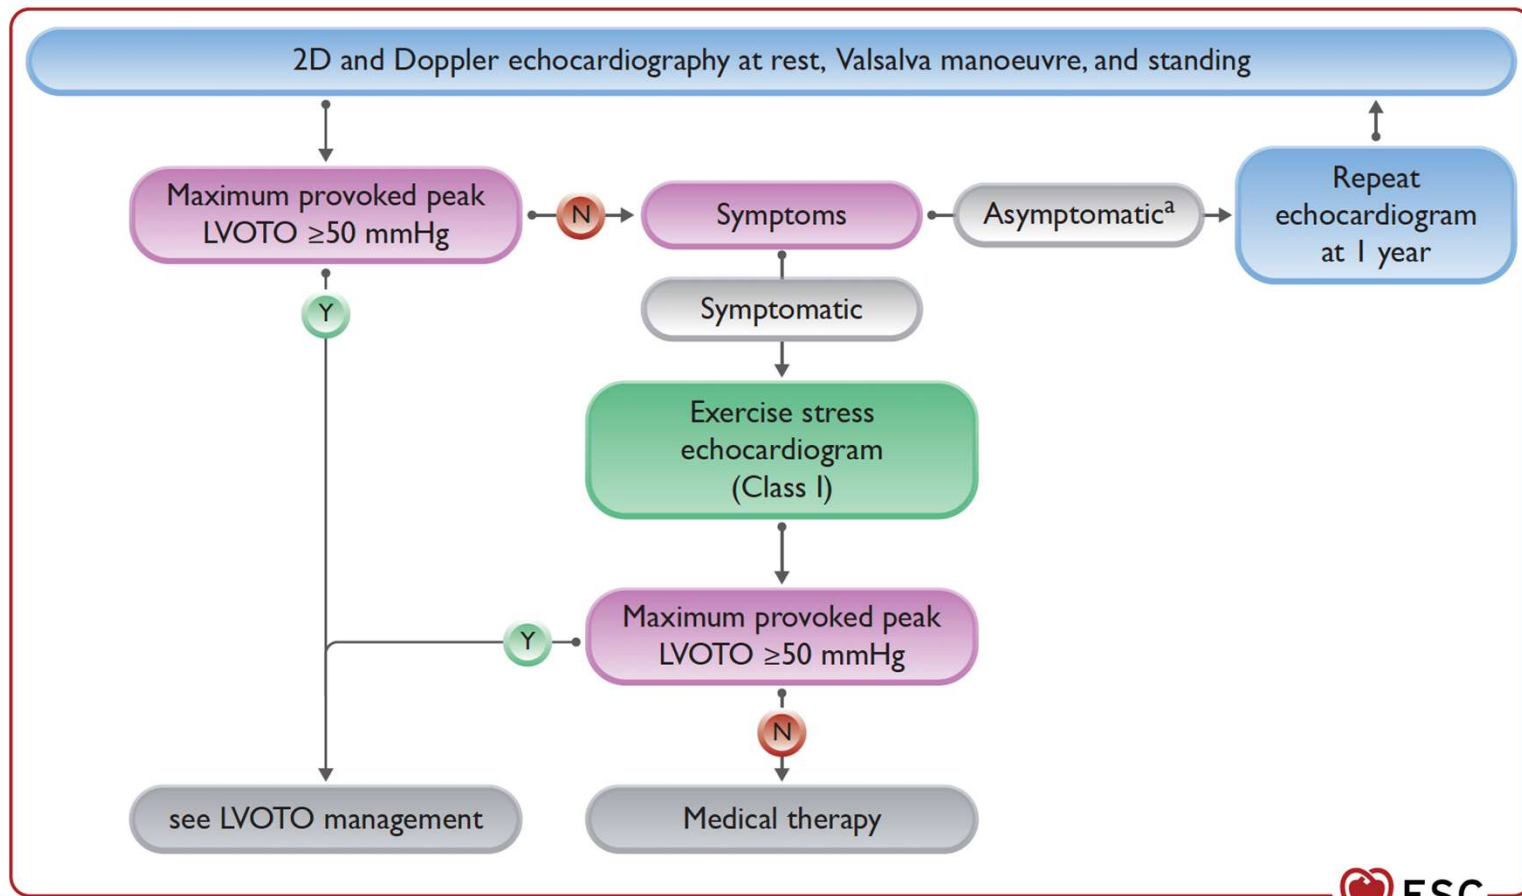 2D and Doppler echocardiography at rest, Valsalva manoeuvre, and standing
Maximum provoked peak
LVOTO ≥50 mmHg
N
Symptoms
Asymptomaticᵃ
Repeat
echocardiogram
at 1 year
Y
Symptomatic
Exercise stress
echocardiogram
(Class I)
Maximum provoked peak
LVOTO ≥50 mmHg
Y
N
see LVOTO management
Medical therapy
ESC